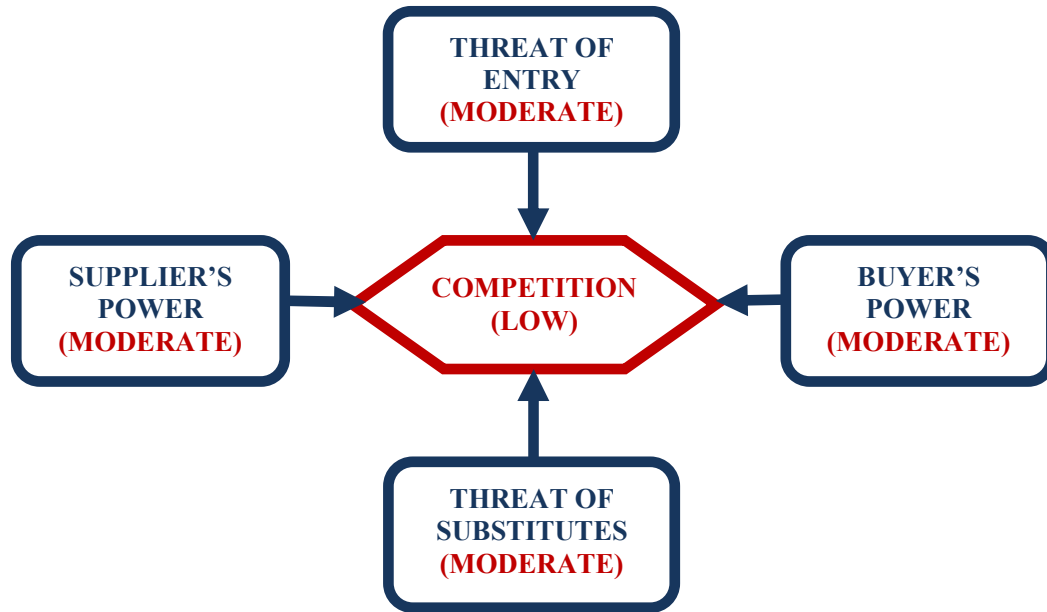 THREAT OF
ENTRY
(MODERATE)
SUPPLIER’S
POWER
(MODERATE)
COMPETITION
(LOW)
BUYER’S
POWER
(MODERATE)
THREAT OF
SUBSTITUTES
(MODERATE)